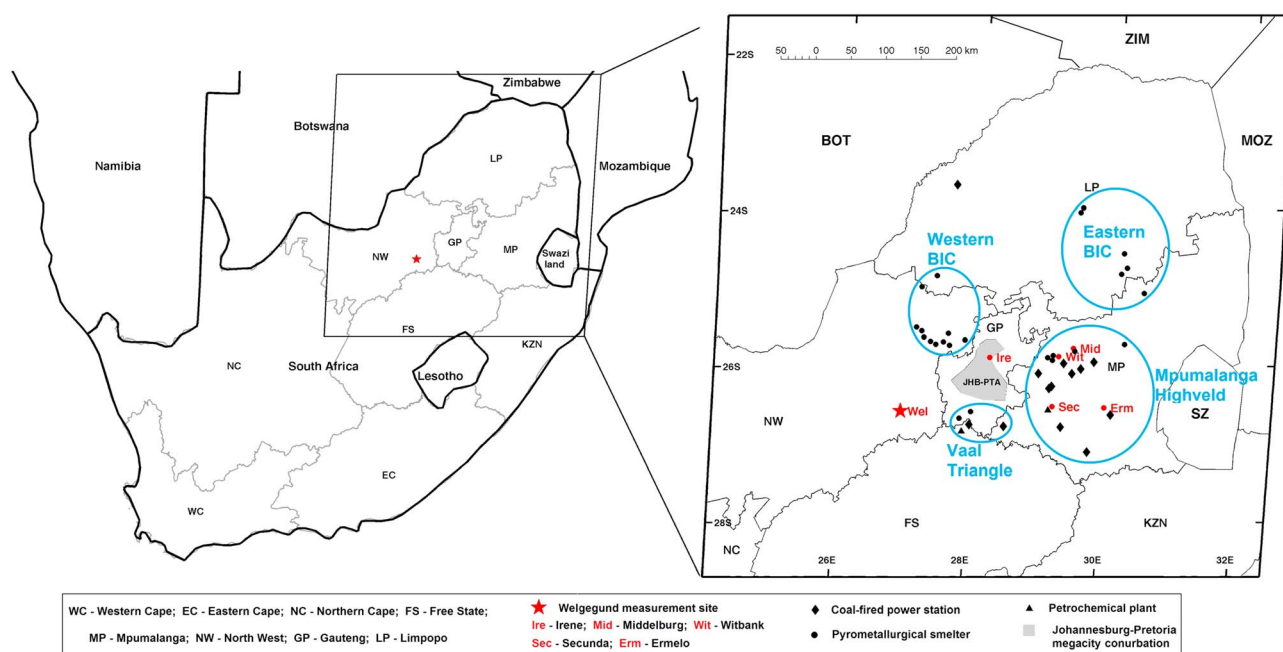 Namibia
Botswana
Zimbabwe
Mozambique
LP
GP
MP
Swazi
land
NW
FS
KZN
NC
South Africa
Lesotho
EC
WC
50 0 50 100 150 200 km
22S
24S
26S
28S
26E
28E
30E
32E
ZIM
BOT
MOZ
LP
Western
BIC
Eastern
BIC
GP
Ire
JHB-PTA
Mid
Wit
MP
Mpumalanga
Highveld
Sec
Erm
SZ
Wel
NW
Vaal
Triangle
FS
KZN
NC
WC - Western Cape; EC - Eastern Cape; NC - Northern Cape; FS - Free State;
MP - Mpumalanga; NW - North West; GP - Gauteng; LP - Limpopo
Welgegund measurement site
Ire - Irene; Mid - Middelburg; Wit - Witbank
Sec - Secunda; Erm - Ermelo
Coal-fired power station
Pyrometallurgical smelter
Petrochemical plant
Johannesburg-Pretoria
megacity conurbation